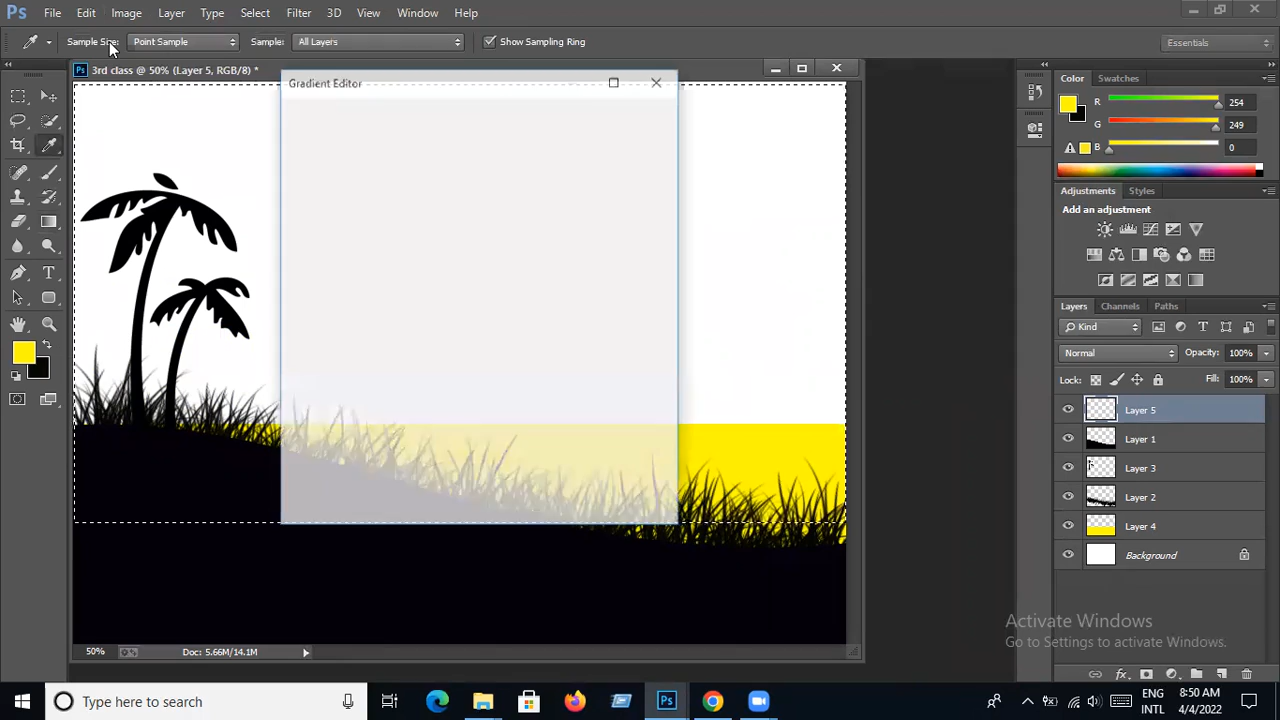 Ps File Edit Image Layer Type Select Filter 3D View Window Help
Sample Size: Point Sample Sample: All Layers Show Sampling Ring Essentials
Ps 3rd class @ 50% (Layer 5, RGB/8) *
Gradient Editor
Color Swatches
R 254
G 249
B 0
Adjustments Styles
Add an adjustment
Layers Channels Paths
Kind
Normal Opacity: 100%
Lock: Fill: 100%
Layer 5
Layer 1
Layer 3
Layer 2
Layer 4
Background
Activate Windows
Go to Settings to activate Windows.
50% Doc: 5.66M/14.1M
Type here to search
Ps
ENG
INTL
8:50 AM
4/4/2022